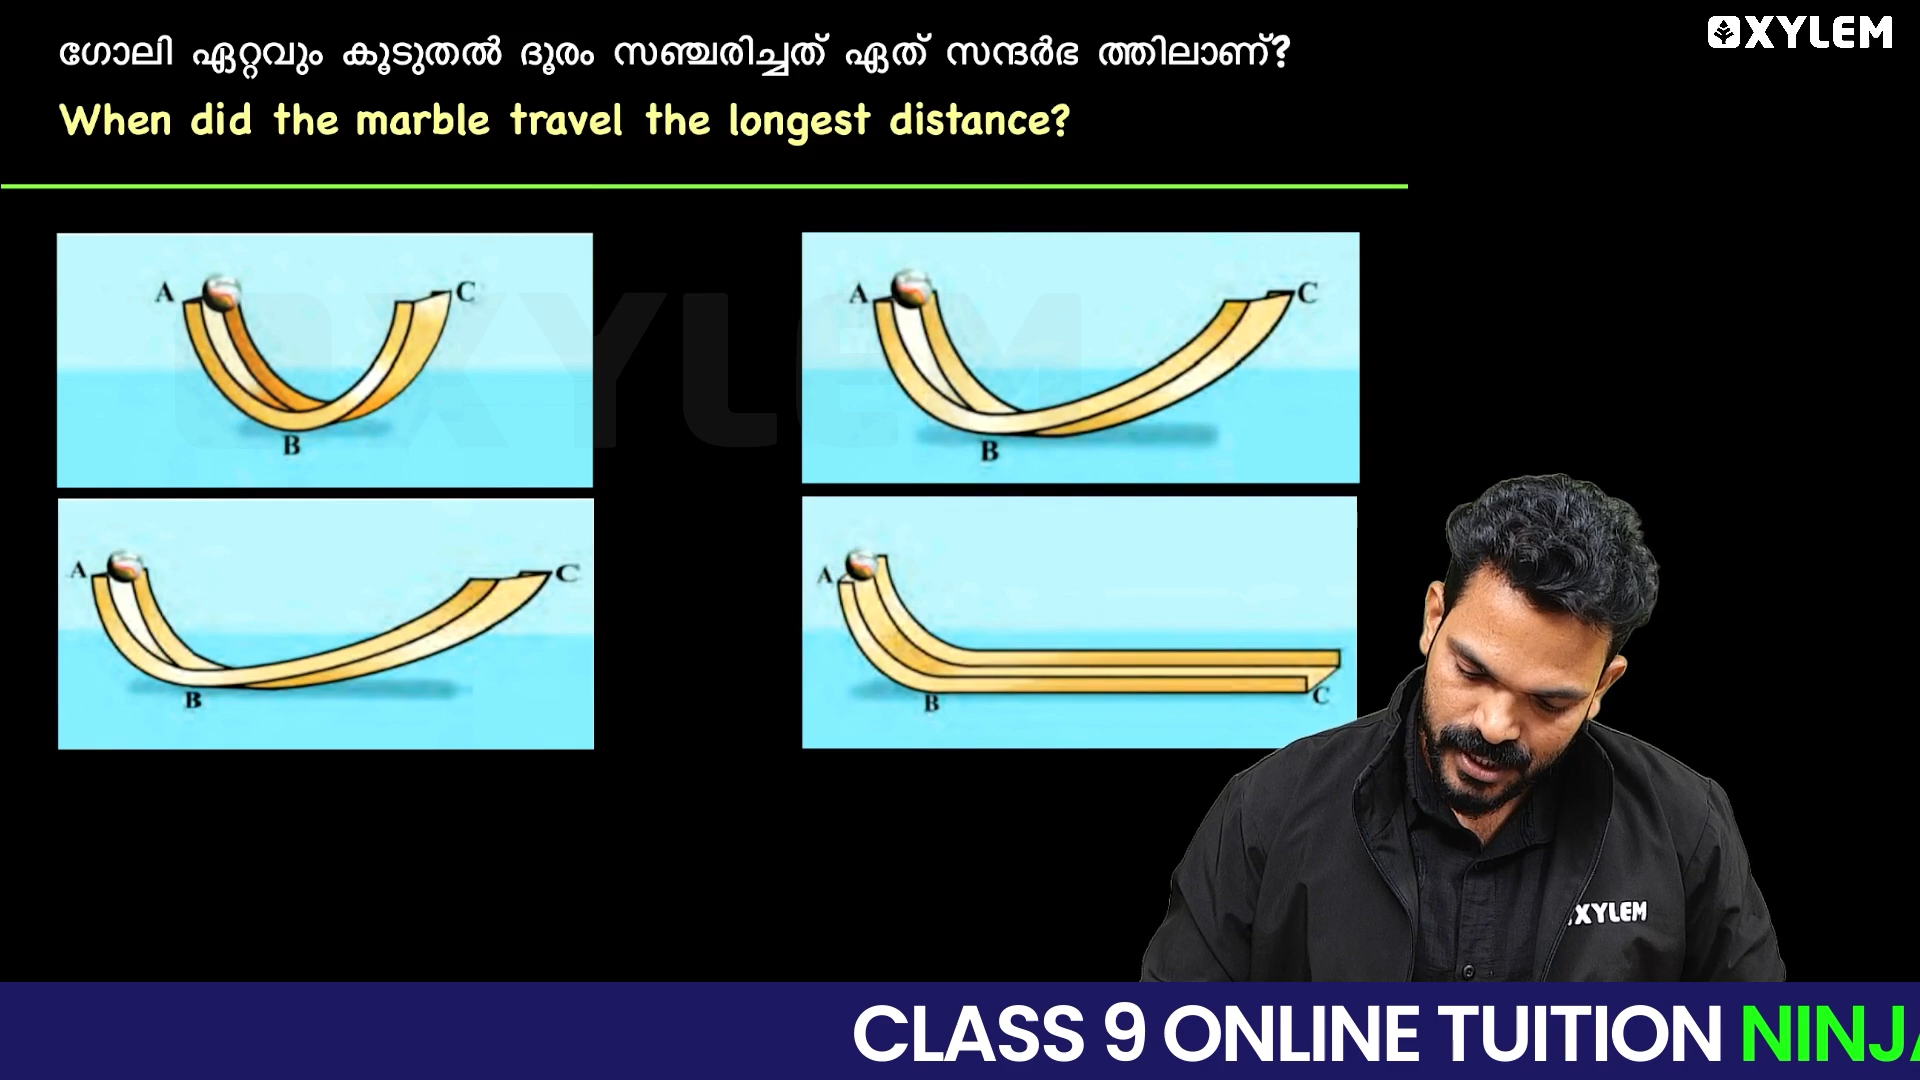 XYLEM
ഗോലി ഏറ്റവും കൂടുതൽ ദൂരം സഞ്ചരിച്ചത് ഏത് സന്ദർഭ ത്തിലാണ്?
When did the marble travel the longest distance?
A C
B
A C
B
A C
B
A
B C
XYLEM
CLASS 9 ONLINE TUITION NINJA